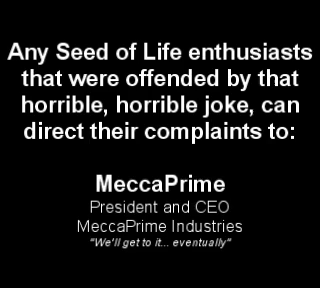 Any Seed of Life enthusiasts
that were offended by that
horrible, horrible joke, can
direct their complaints to:
MeccaPrime
President and CEO
MeccaPrime Industries
"We'll get to it... eventually"